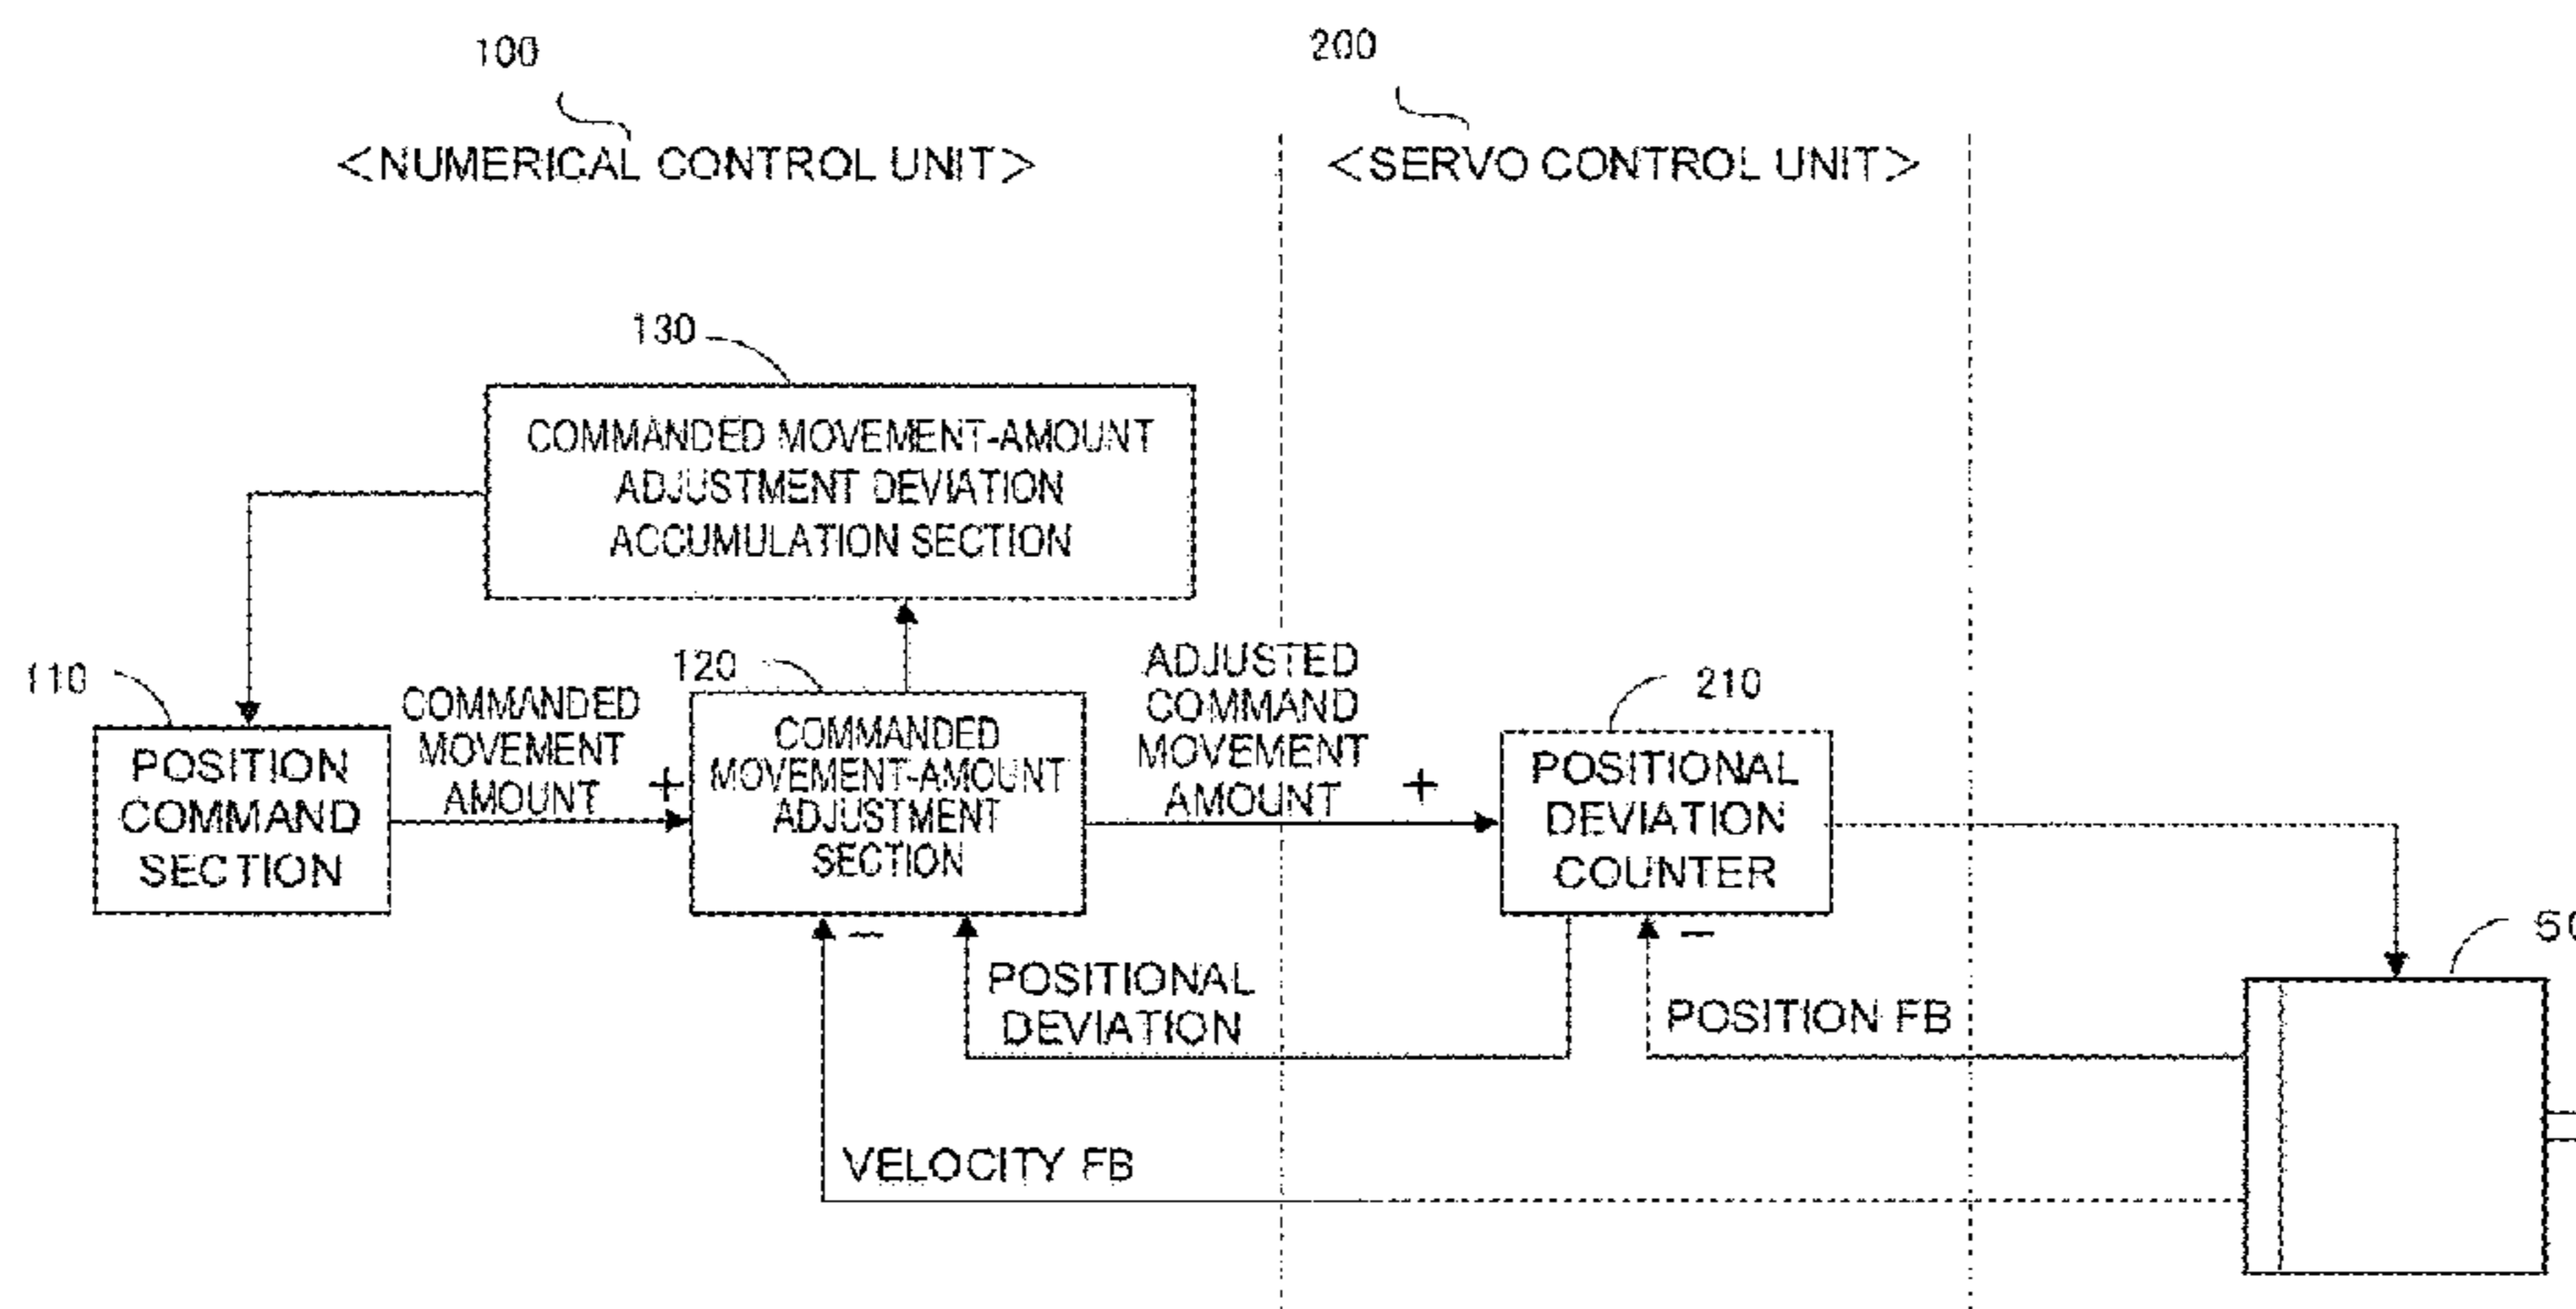 100
200
<NUMERICAL CONTROL UNIT>
<SERVO CONTROL UNIT>
130
COMMANDED MOVEMENT-AMOUNT
ADJUSTMENT DEVIATION
ACCUMULATION SECTION
110
POSITION
COMMAND
SECTION
COMMANDED
MOVEMENT
AMOUNT
+
120
COMMANDED
MOVEMENT-AMOUNT
ADJUSTMENT
SECTION
−
ADJUSTED
COMMAND
MOVEMENT
AMOUNT
+
210
POSITIONAL
DEVIATION
COUNTER
−
POSITIONAL
DEVIATION
POSITION FB
VELOCITY FB